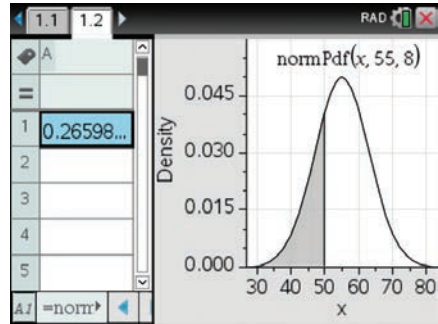 1.1 1.2 RAD
A
=
1 0.26598...
2
3
4
5
A1 =norm
normPdf(x, 55, 8)
Density
0.045
0.030
0.015
0.000
30 40 50 60 70 80
x